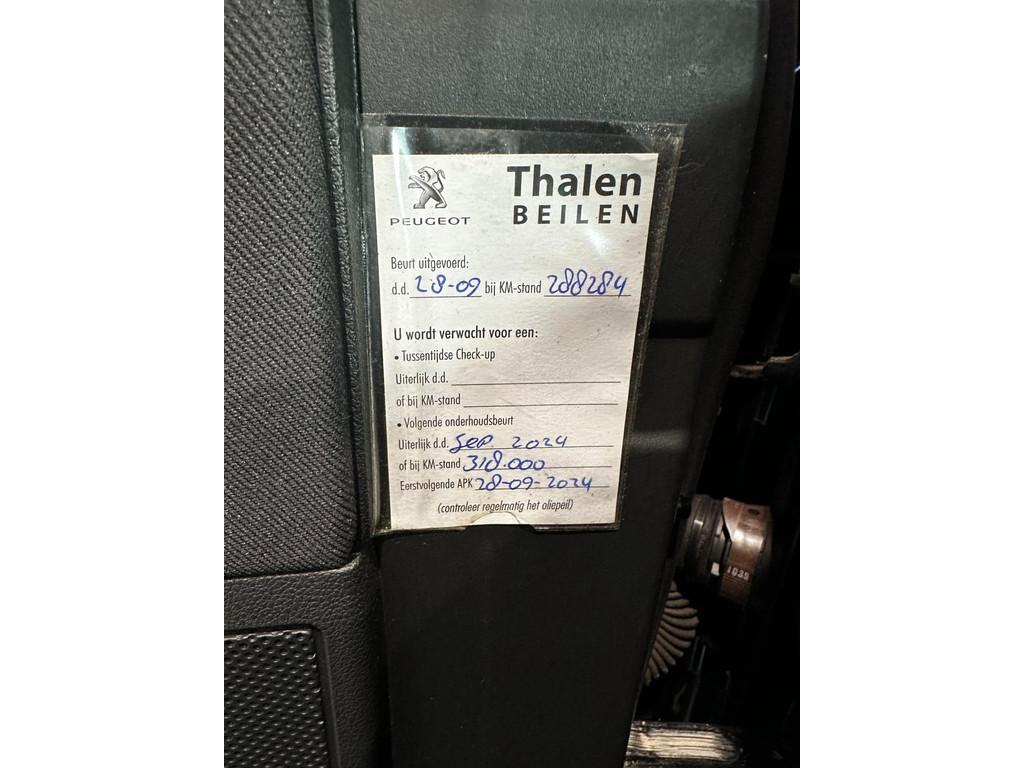 Thalen
BEILEN
PEUGEOT
Beurt uitgevoerd:
d.d. 28-09 bij KM-stand 288284
U wordt verwacht voor een:
• Tussentijdse Check-up
Uiterlijk d.d.
of bij KM-stand
• Volgende onderhoudsbeurt
Uiterlijk d.d. Sep. 2024
of bij KM-stand 318.000
Eerstvolgende APK 28-09-2024
(controleer regelmatig het oliepeil)
1035